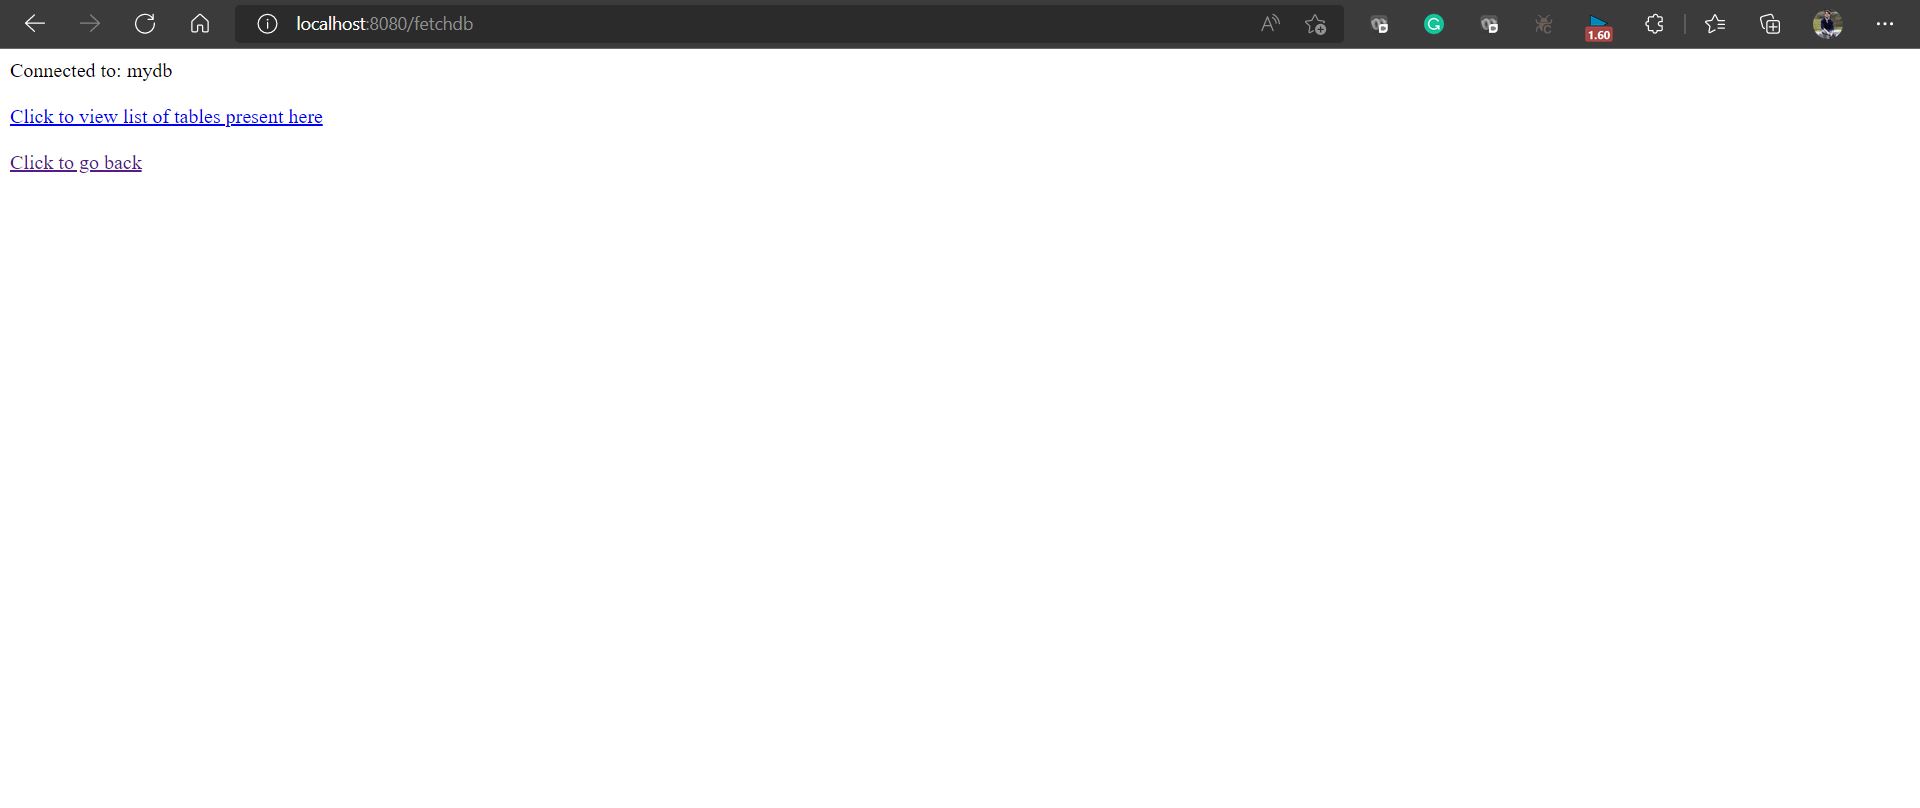 localhost:8080/fetchdb
1.60
Connected to: mydb
Click to view list of tables present here
Click to go back